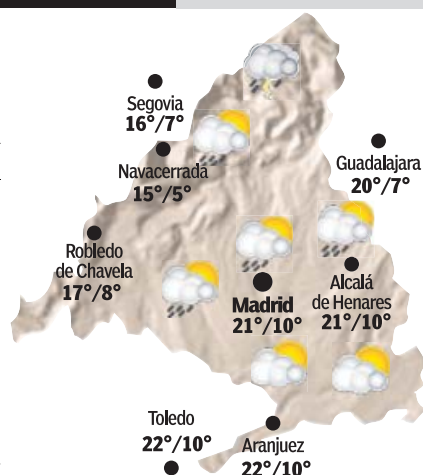 Segovia
16°/7°
Navacerrada
15°/5°
Guadalajara
20°/7°
Robledo
de Chavela
17°/8°
Madrid
21°/10°
Alcalá
de Henares
21°/10°
Toledo
22°/10°
Aranjuez
22°/10°